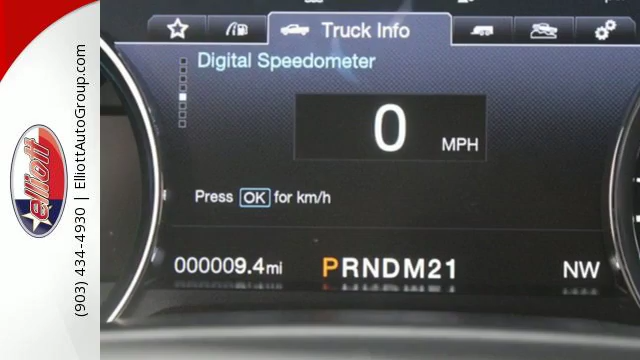 Truck Info
Digital Speedometer
0 MPH
Press OK for km/h
000009.4mi PRNDM21 NW
elliott
(903) 434-4930 | ElliottAutoGroup.com